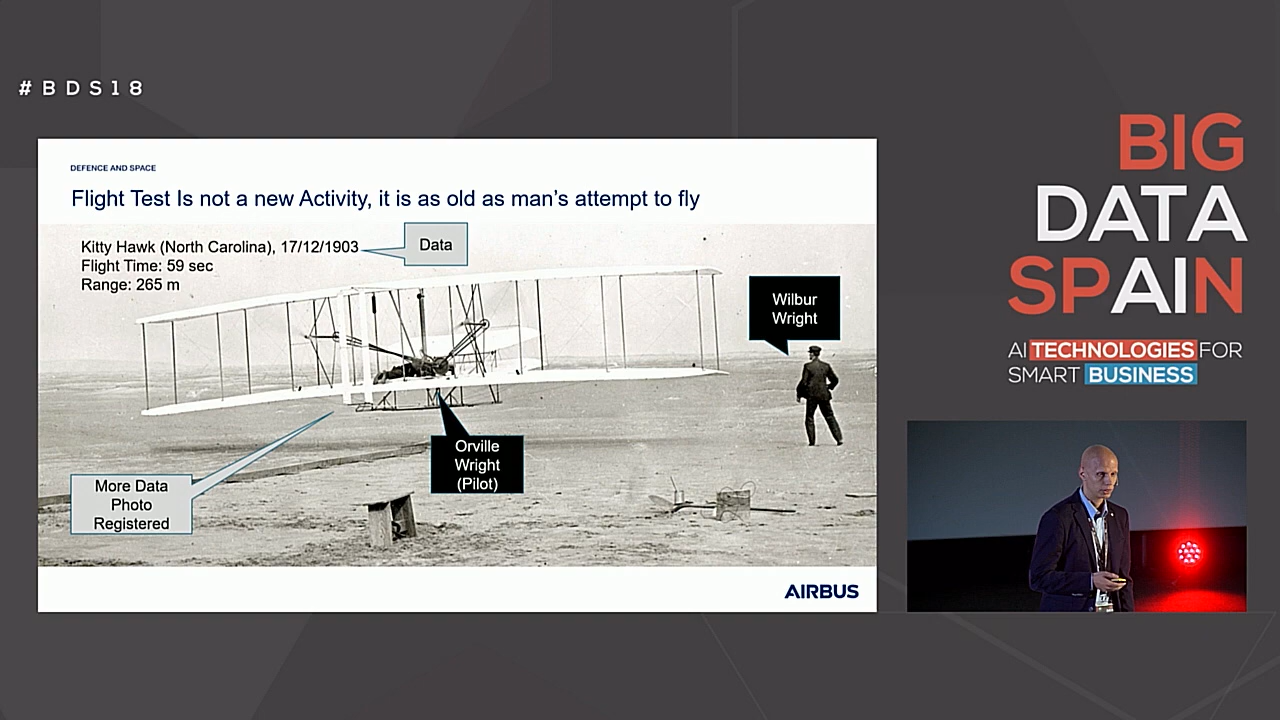 #BDS18
DEFENCE AND SPACE
Flight Test Is not a new Activity, it is as old as man's attempt to fly
Kitty Hawk (North Carolina), 17/12/1903
Flight Time: 59 sec
Range: 265 m
Data
Wilbur
Wright
Orville
Wright
(Pilot)
More Data
Photo
Registered
AIRBUS
BIG
DATA
SPAIN
AI TECHNOLOGIES FOR
SMART BUSINESS